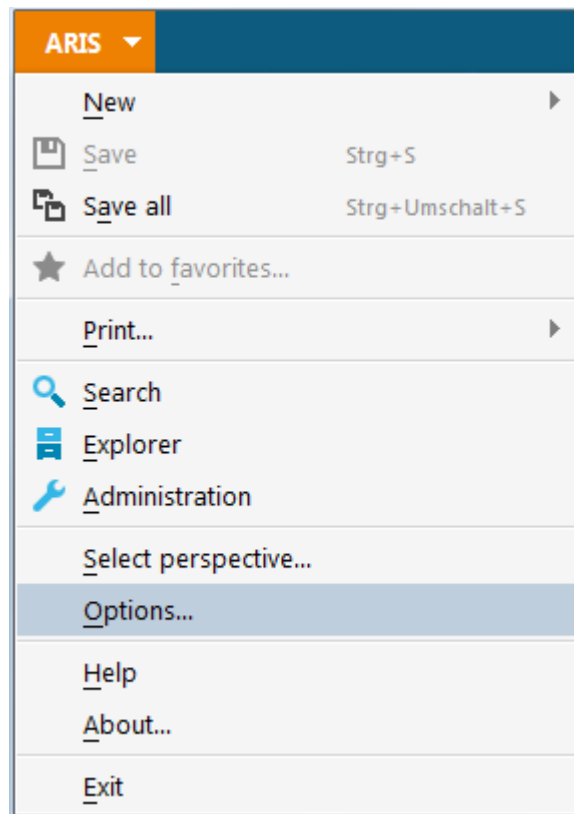 ARIS
New
Save Strg+S
Save all Strg+Umschalt+S
Add to favorites...
Print...
Search
Explorer
Administration
Select perspective...
Options...
Help
About...
Exit